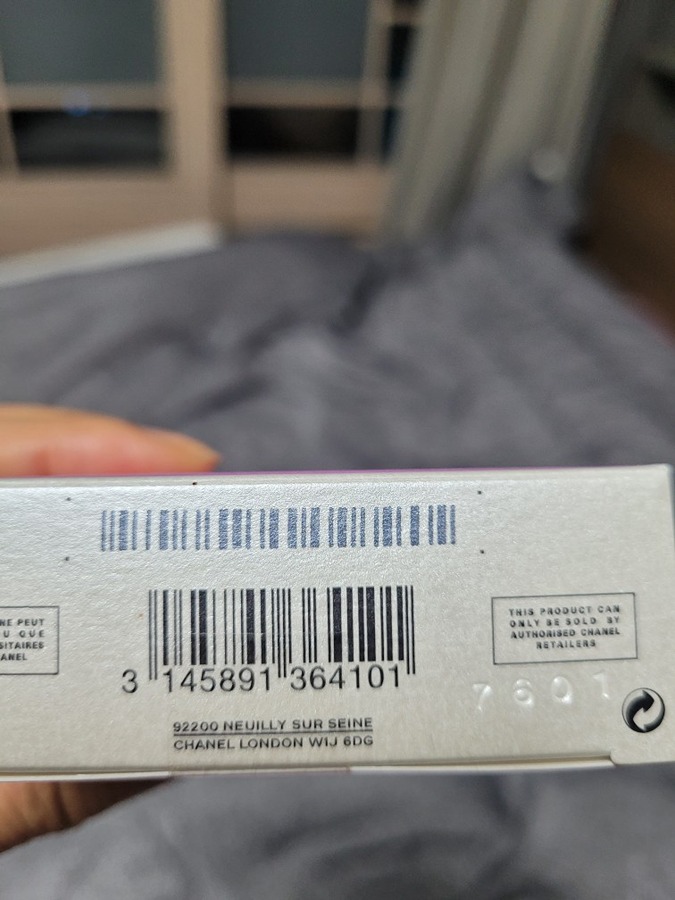 NE PEUT
U QUE
SITAIRES
ANEL
3 145891 364101
THIS PRODUCT CAN
ONLY BE SOLD BY
AUTHORISED CHANEL
RETAILERS
7601
92200 NEUILLY SUR SEINE
CHANEL LONDON W1J 6DG